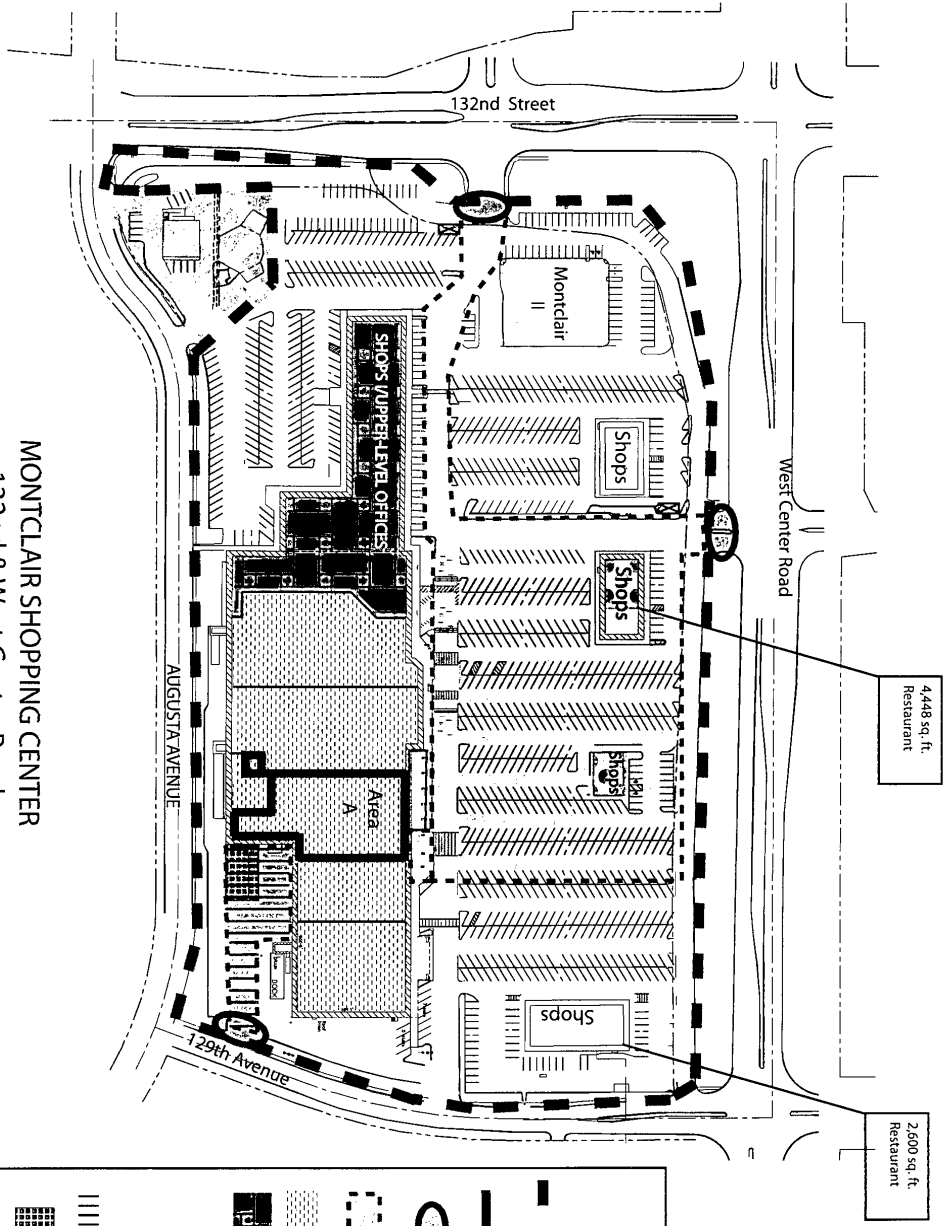 132nd Street
West Center Road
Montclair
II
Shops
Shops
Shops
Shops
SHOPS \UPPER-LEVEL OFFICES
Area
A
AUGUSTA AVENUE
129th Avenue
DOCK
4,448 sq. ft.
Restaurant
2,600 sq. ft.
Restaurant
MONTCLAIR SHOPPING CENTER